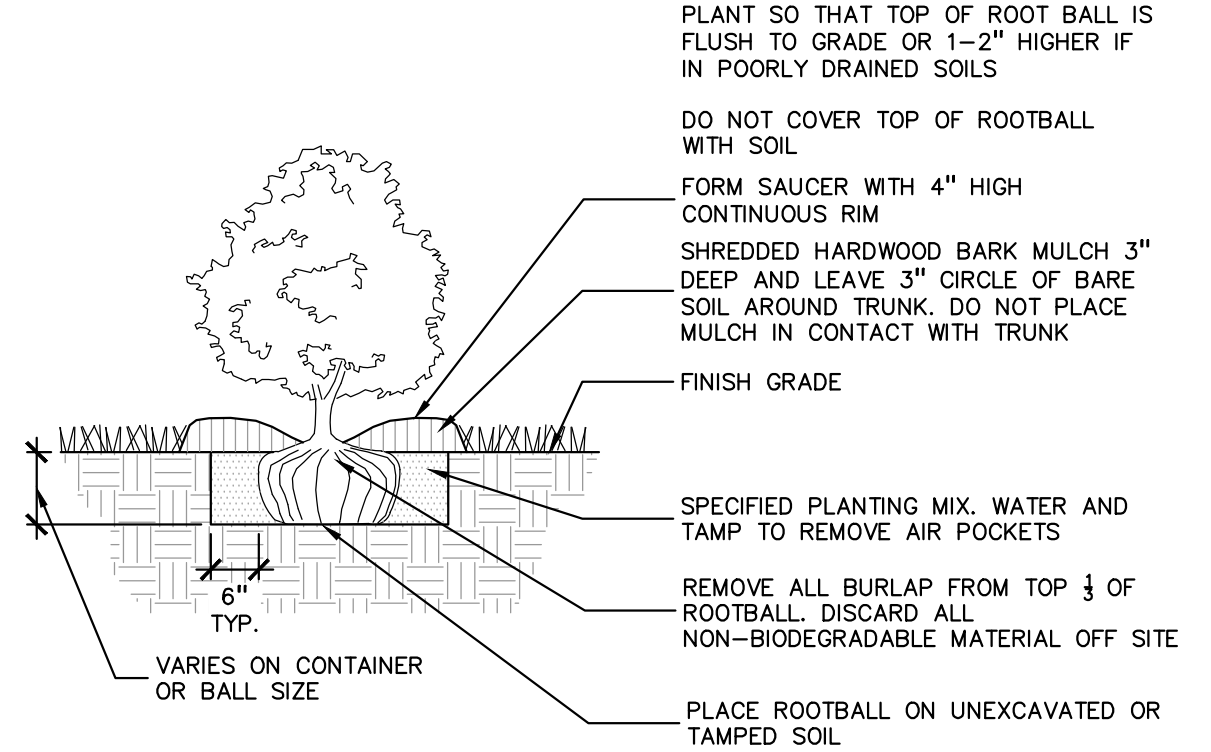 PLANT SO THAT TOP OF ROOT BALL IS
FLUSH TO GRADE OR 1-2" HIGHER IF
IN POORLY DRAINED SOILS
DO NOT COVER TOP OF ROOTBALL
WITH SOIL
FORM SAUCER WITH 4" HIGH
CONTINUOUS RIM
SHREDDED HARDWOOD BARK MULCH 3"
DEEP AND LEAVE 3" CIRCLE OF BARE
SOIL AROUND TRUNK. DO NOT PLACE
MULCH IN CONTACT WITH TRUNK
FINISH GRADE
SPECIFIED PLANTING MIX. WATER AND
TAMP TO REMOVE AIR POCKETS
REMOVE ALL BURLAP FROM TOP 1/3 OF
ROOTBALL. DISCARD ALL
NON-BIODEGRADABLE MATERIAL OFF SITE
PLACE ROOTBALL ON UNEXCAVATED OR
TAMPED SOIL
6"
TYP.
VARIES ON CONTAINER
OR BALL SIZE